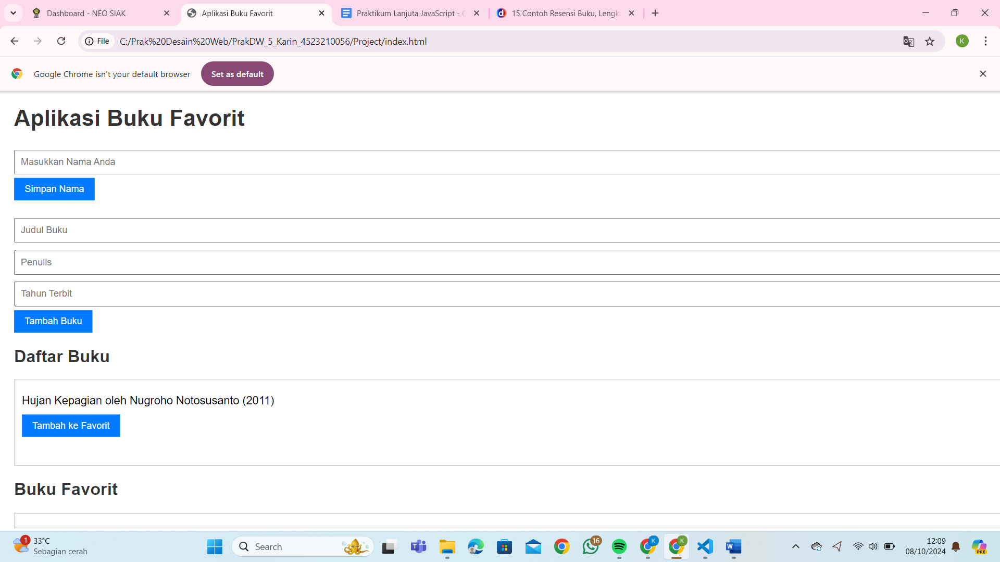 Dashboard - NEO SIAK
Aplikasi Buku Favorit
Praktikum Lanjuta JavaScript - G
15 Contoh Resensi Buku, Lengka
File
C:/Prak%20Desain%20Web/PrakDW_5_Karin_4523210056/Project/index.html
K
Google Chrome isn't your default browser
Set as default
Aplikasi Buku Favorit
Masukkan Nama Anda
Simpan Nama
Judul Buku
Penulis
Tahun Terbit
Tambah Buku
Daftar Buku
Hujan Kepagian oleh Nugroho Notosusanto (2011)
Tambah ke Favorit
Buku Favorit
1
33°C
Sebagian cerah
Search
16
K
K
12:09
08/10/2024
PRE